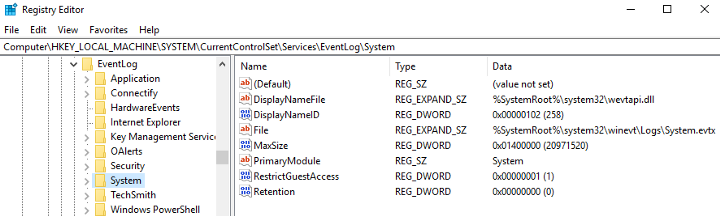 Registry Editor
File Edit View Favorites Help
Computer\HKEY_LOCAL_MACHINE\SYSTEM\CurrentControlSet\Services\EventLog\System
EventLog
Application
Connectify
HardwareEvents
Internet Explorer
Key Management Service
OAlerts
Security
System
TechSmith
Windows PowerShell
Name Type Data
(Default) REG_SZ (value not set)
DisplayNameFile REG_EXPAND_SZ %SystemRoot%\system32\wevtapi.dll
DisplayNameID REG_DWORD 0x00000102 (258)
File REG_EXPAND_SZ %SystemRoot%\system32\winevt\Logs\System.evtx
MaxSize REG_DWORD 0x01400000 (20971520)
PrimaryModule REG_SZ System
RestrictGuestAccess REG_DWORD 0x00000001 (1)
Retention REG_DWORD 0x00000000 (0)